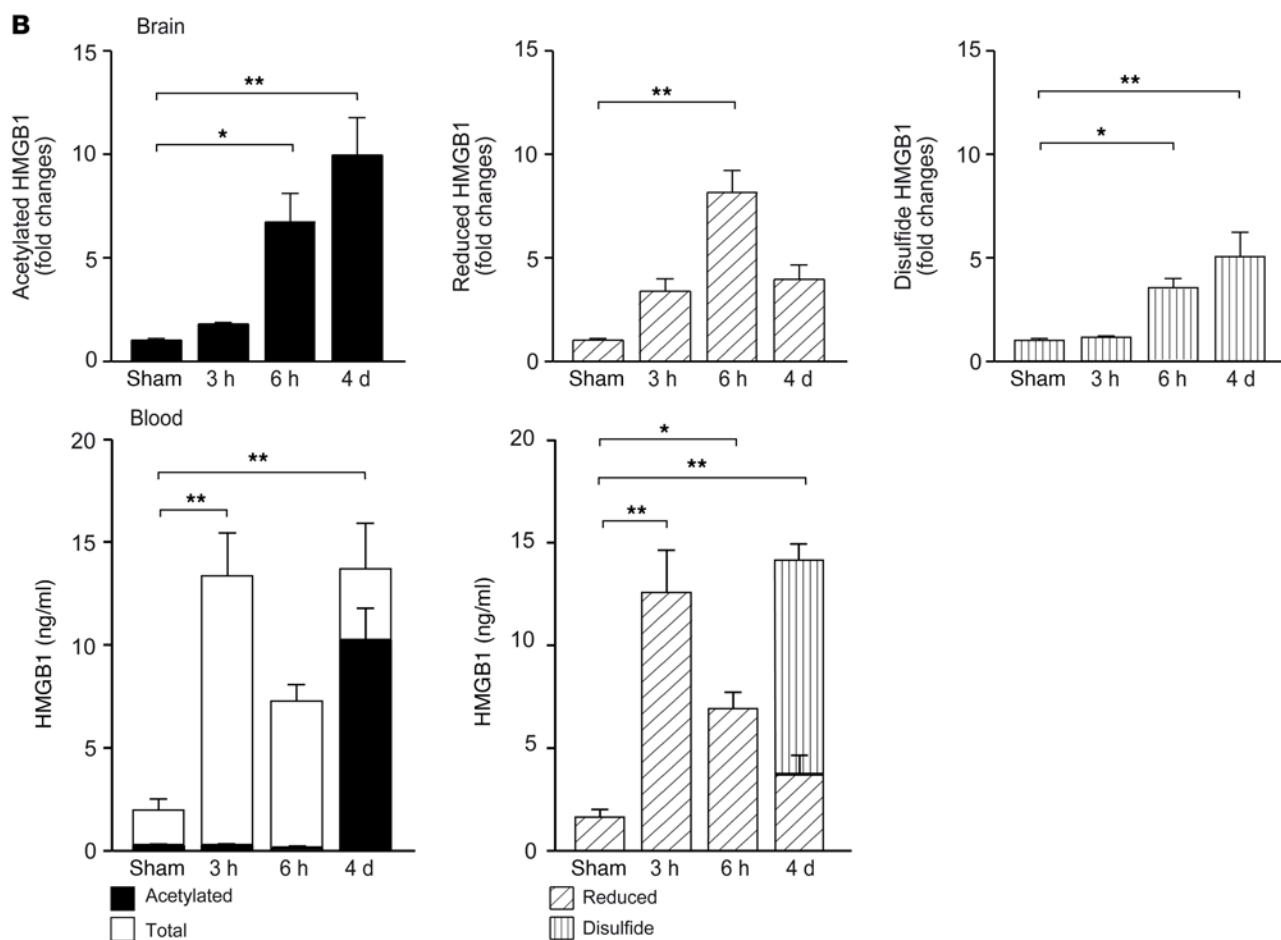 B
Brain
Acetylated HMGB1
(fold changes)
15
10
5
0
**
*
Sham 3 h 6 h 4 d
Reduced HMGB1
(fold changes)
15
10
5
0
**
Sham 3 h 6 h 4 d
Disulfide HMGB1
(fold changes)
15
10
5
0
**
*
Sham 3 h 6 h 4 d
Blood
HMGB1 (ng/ml)
20
15
10
5
0
**
**
Sham 3 h 6 h 4 d
Acetylated
Total
HMGB1 (ng/ml)
20
15
10
5
0
*
**
**
Sham 3 h 6 h 4 d
Reduced
Disulfide